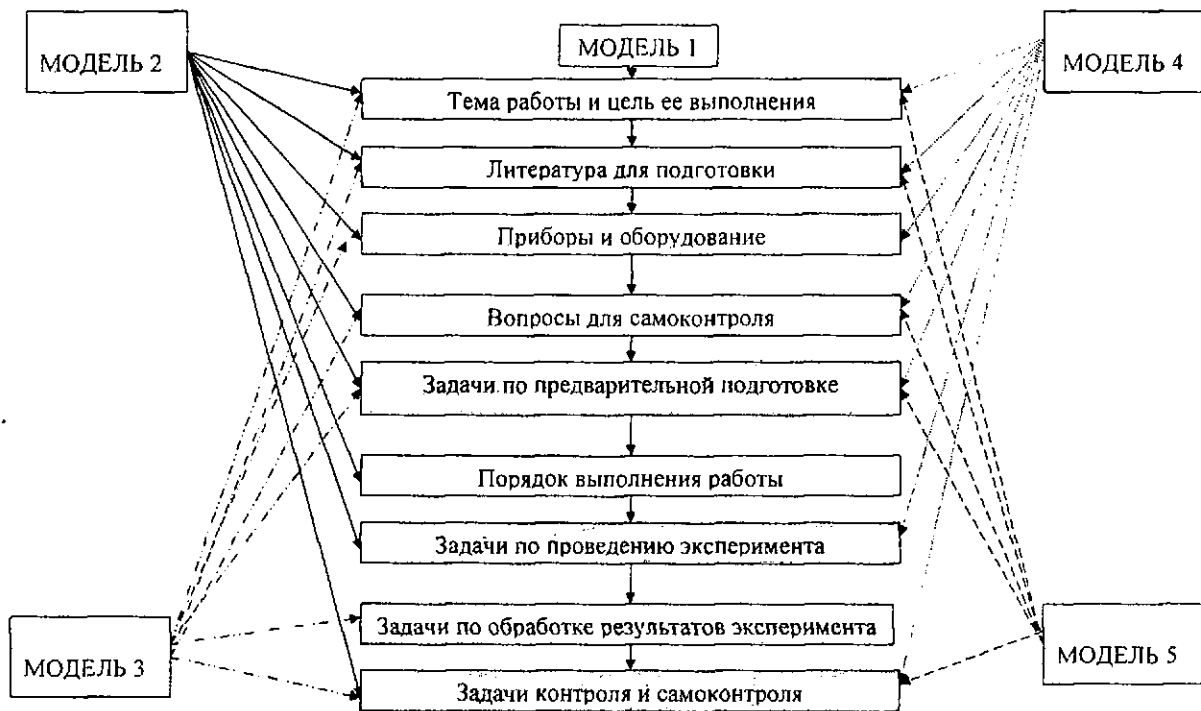 МОДЕЛЬ 2
МОДЕЛЬ 1
МОДЕЛЬ 4
Тема работы и цель ее выполнения
Литература для подготовки
Приборы и оборудование
Вопросы для самоконтроля
Задачи по предварительной подготовке
Порядок выполнения работы
Задачи по проведению эксперимента
Задачи по обработке результатов эксперимента
МОДЕЛЬ 3
МОДЕЛЬ 5
Задачи контроля и самоконтроля